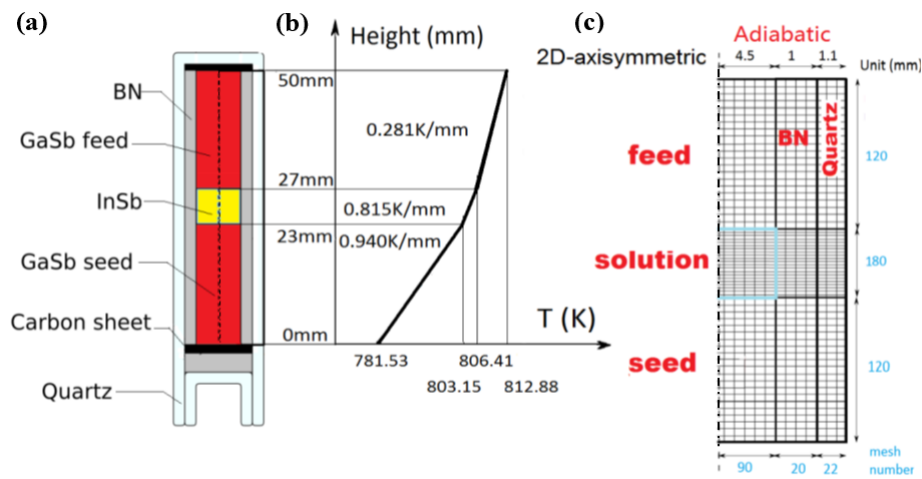 (a)
BN
GaSb feed
InSb
GaSb seed
Carbon sheet
Quartz
(b)
Height (mm)
50mm
0.281K/mm
27mm
0.815K/mm
23mm
0.940K/mm
0mm
T (K)
781.53
806.41
803.15
812.88
(c)
Adiabatic
2D-axisymmetric
4.5
1
1.1
Unit (mm)
feed
BN
Quartz
120
solution
180
seed
120
90
20
22
mesh
number